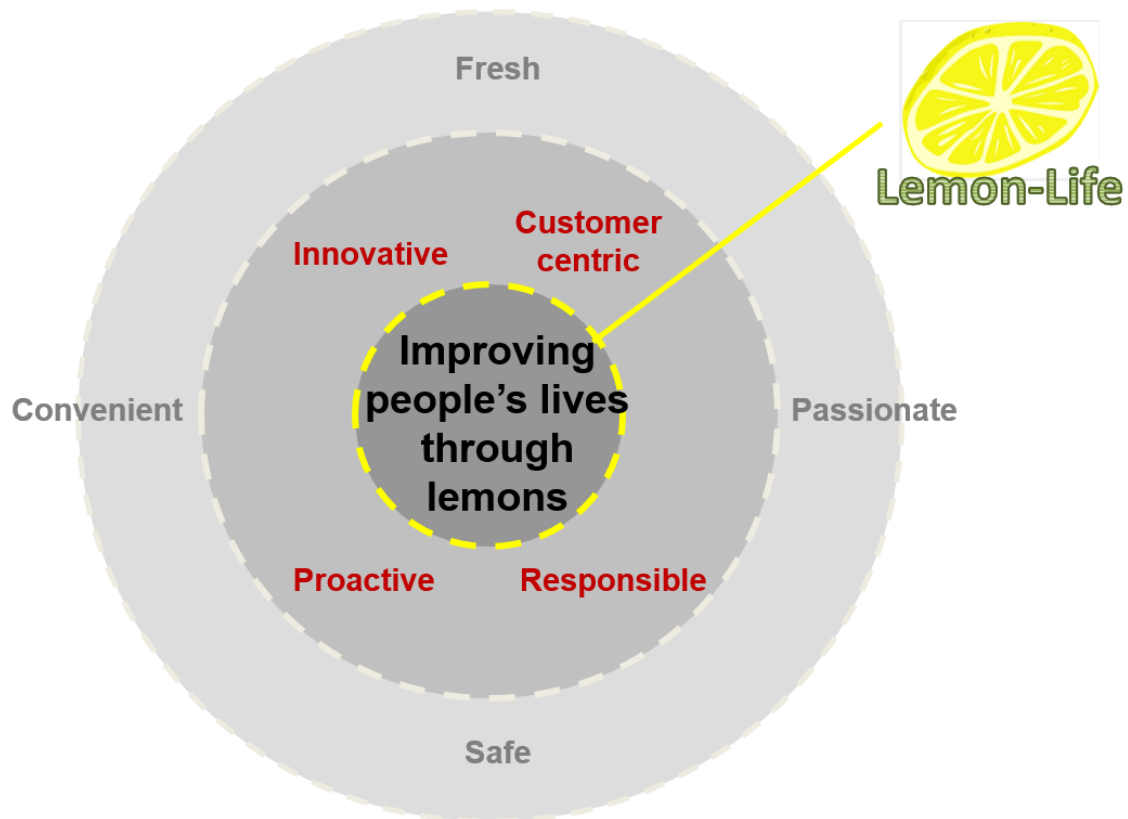 Fresh
Lemon-Life
Customer
centric
Innovative
Improving
people’s lives
through
lemons
Convenient
Passionate
Proactive
Responsible
Safe